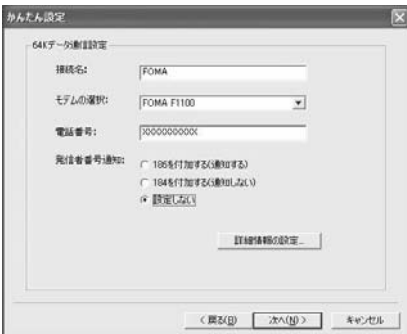 かんたん設定
64Kデータ通信設定
接続名:
FOMA
モデムの選択:
FOMA F1100
電話番号:
XXXXXXXXXX
発信者番号通知:
186を付加する(通知する)
184を付加する(通知しない)
設定しない
詳細情報の設定...
< 戻る(B)
次へ(N) >
キャンセル